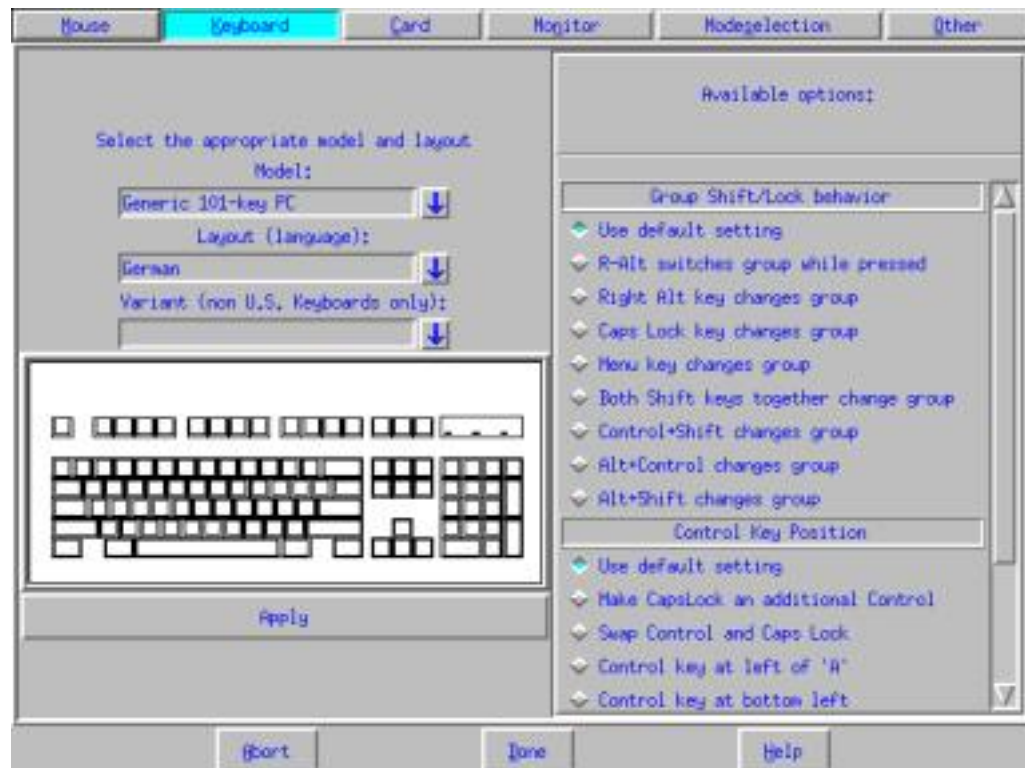 Mouse Keyboard Card Monitor Modeselection Other
Select the appropriate model and layout
Model:
Generic 101-key PC
Layout (language):
German
Variant (non U.S. Keyboards only):
Apply
Available options:
Group Shift/Lock behavior
Use default setting
R-Alt switches group while pressed
Right Alt key changes group
Caps Lock key changes group
Menu key changes group
Both Shift keys together change group
Control+Shift changes group
Alt+Control changes group
Alt+Shift changes group
Control Key Position
Use default setting
Make CapsLock an additional Control
Swap Control and Caps Lock
Control key at left of 'A'
Control key at bottom left
Abort Done Help